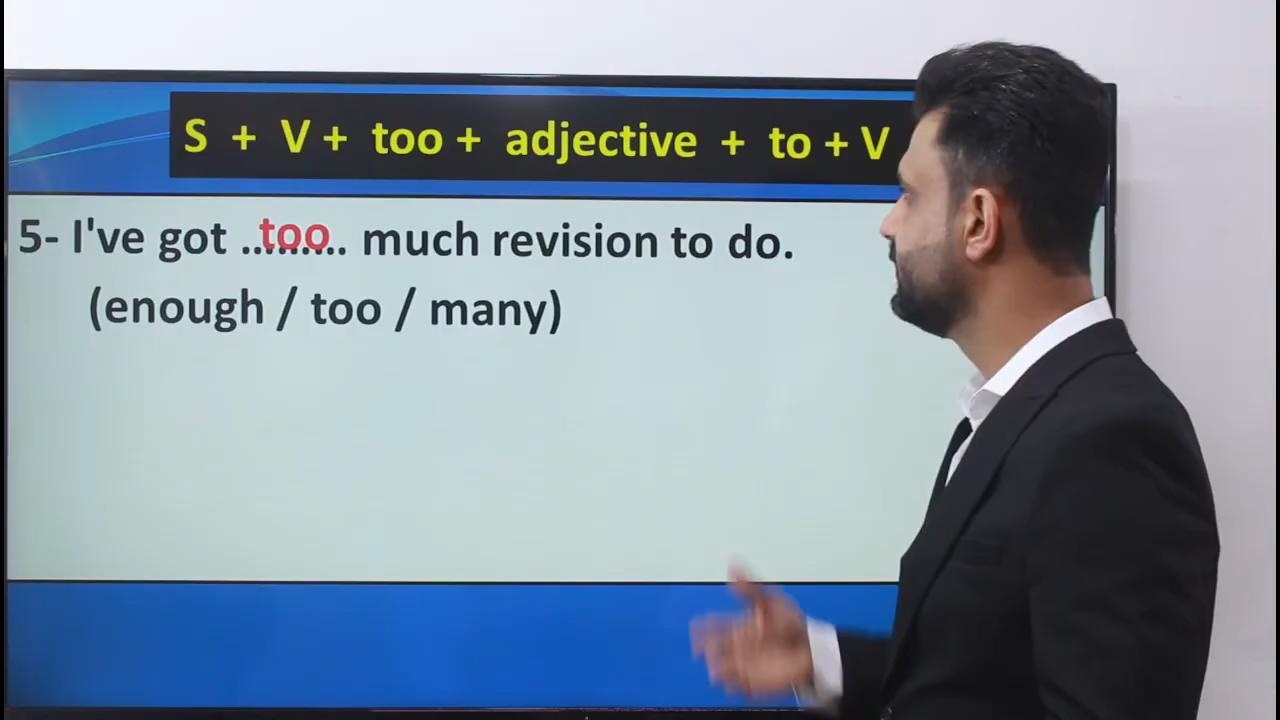 S + V + too + adjective + to + V
5- I've got ..too.. much revision to do.
(enough / too / many)